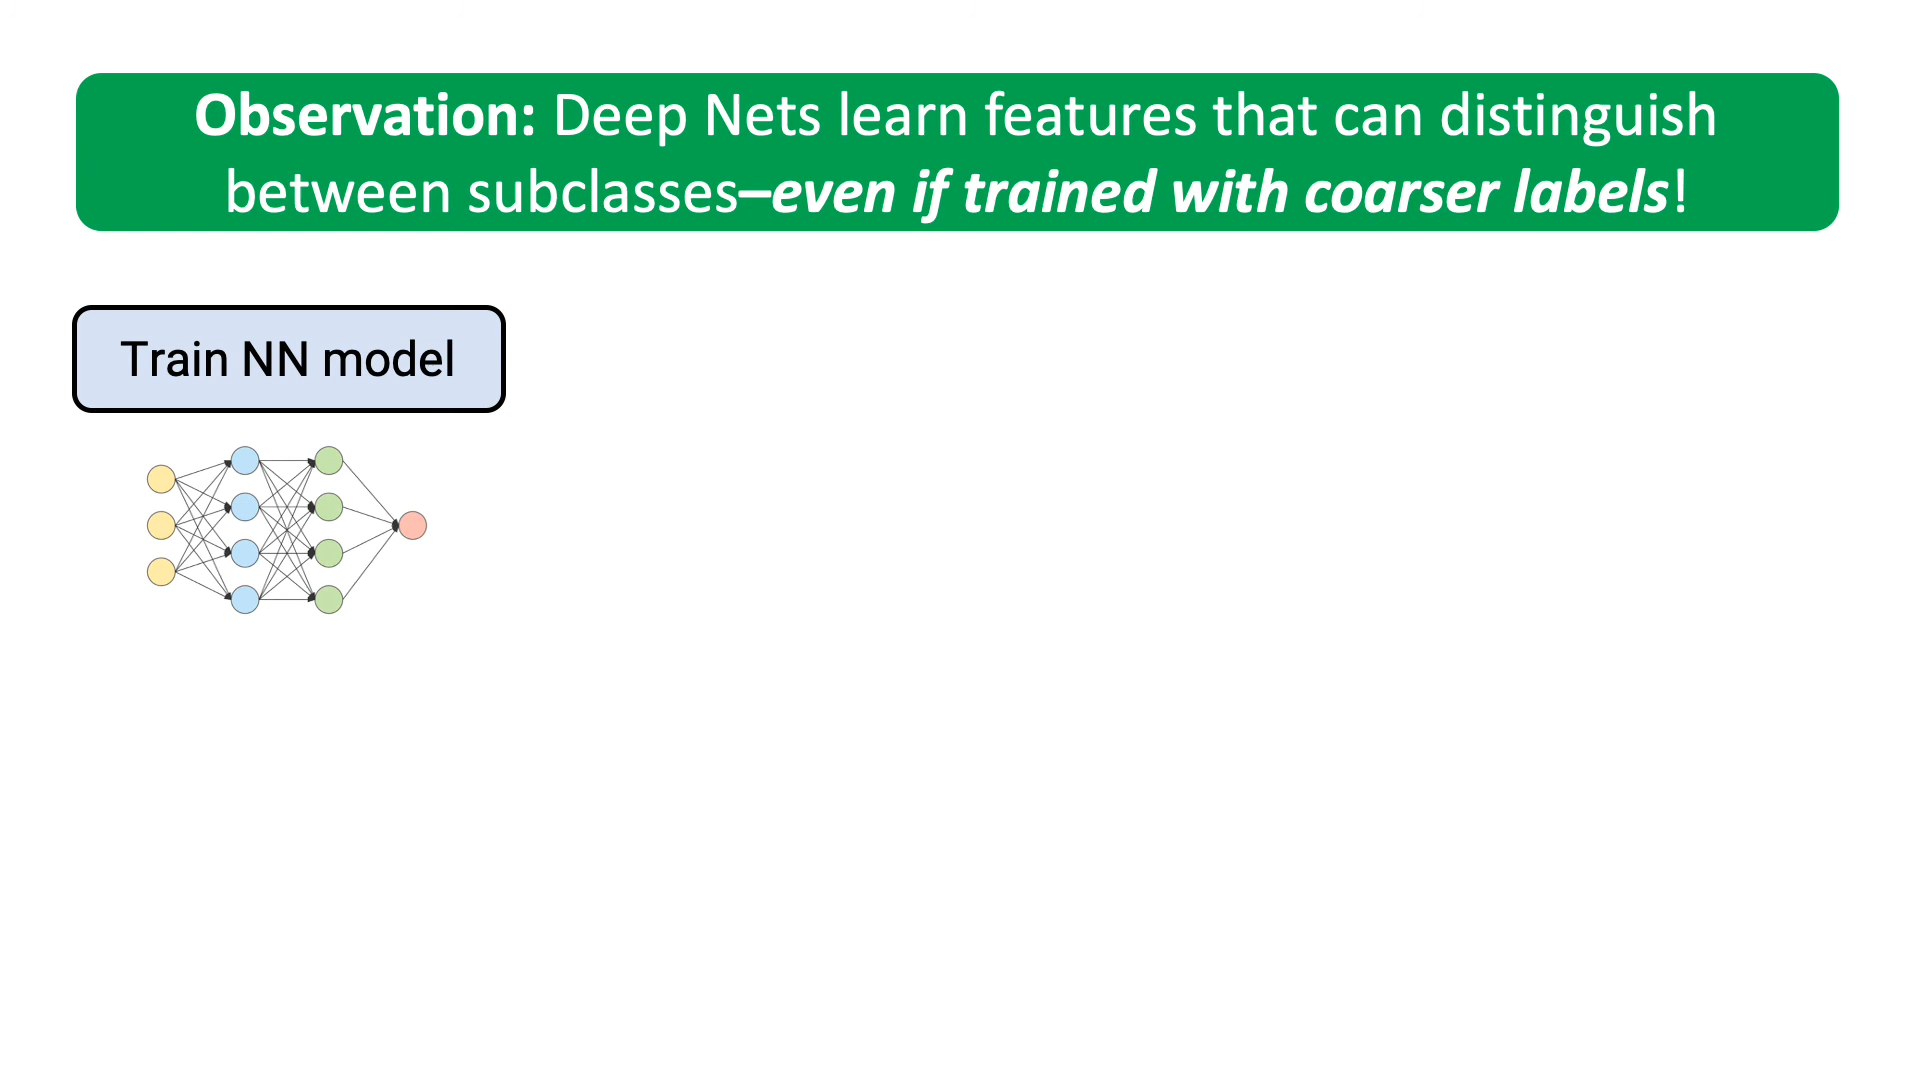 Observation: Deep Nets learn features that can distinguish
between subclasses–even if trained with coarser labels!
Train NN model